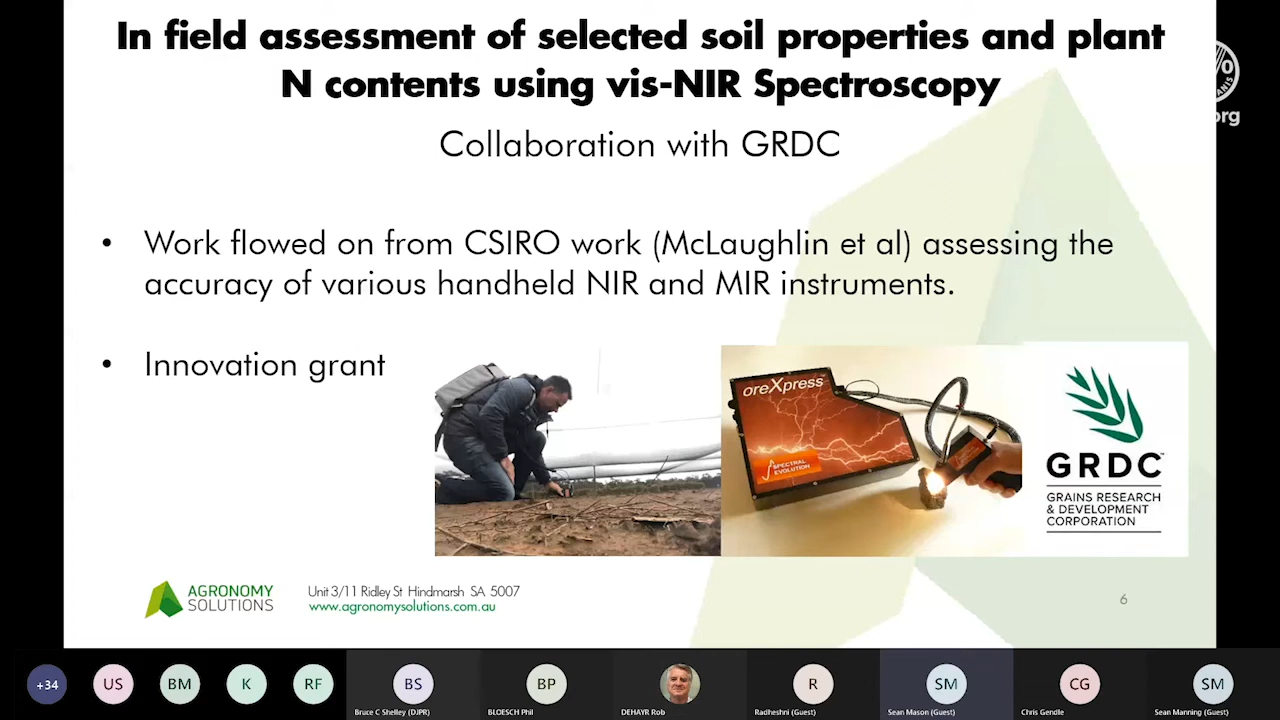 In field assessment of selected soil properties and plant
N contents using vis-NIR Spectroscopy
Collaboration with GRDC
• Work flowed on from CSIRO work (McLaughlin et al) assessing the
accuracy of various handheld NIR and MIR instruments.
• Innovation grant
oreXpress™
SPECTRAL
EVOLUTION
GRDC™
GRAINS RESEARCH
& DEVELOPMENT
CORPORATION
AGRONOMY
SOLUTIONS
Unit 3/11 Ridley St Hindmarsh SA 5007
www.agronomysolutions.com.au
6
+34
US
BM
K
RF
BS
BP
R
SM
CG
SM
Bruce C Shelley (DJPR)
BLOESCH Phil
DEHAYR Rob
Radheshni (Guest)
Sean Mason (Guest)
Chris Gendle
Sean Manning (Guest)